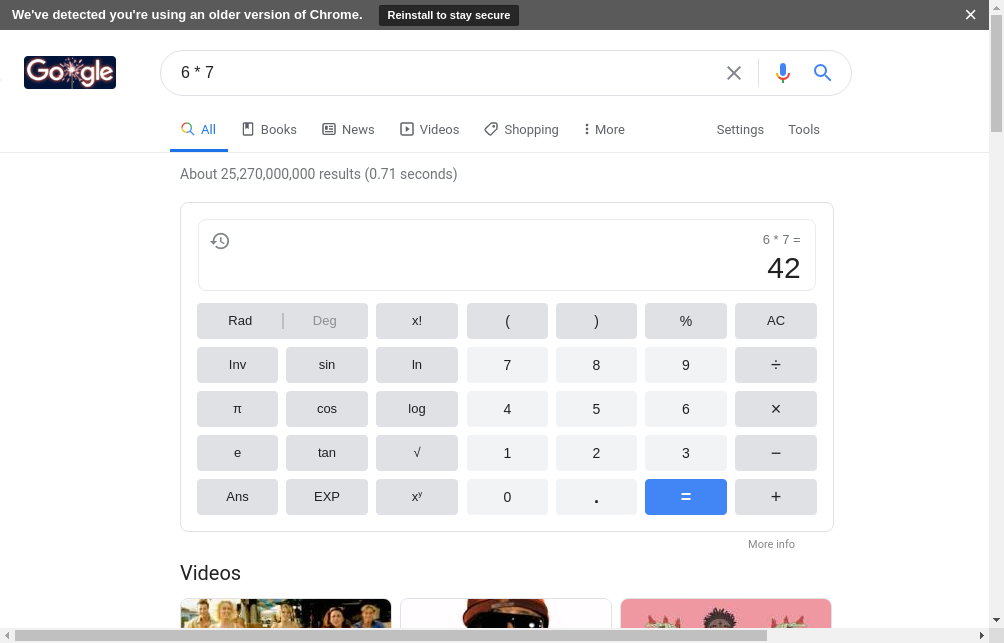 We've detected you're using an older version of Chrome. Reinstall to stay secure
Google
6 * 7
All Books News Videos Shopping More Settings Tools
About 25,270,000,000 results (0.71 seconds)
6 * 7 =
42
Rad Deg x! ( ) % AC
Inv sin ln 7 8 9 ÷
π cos log 4 5 6 ×
e tan √ 1 2 3 −
Ans EXP xʸ 0 . = +
More info
Videos